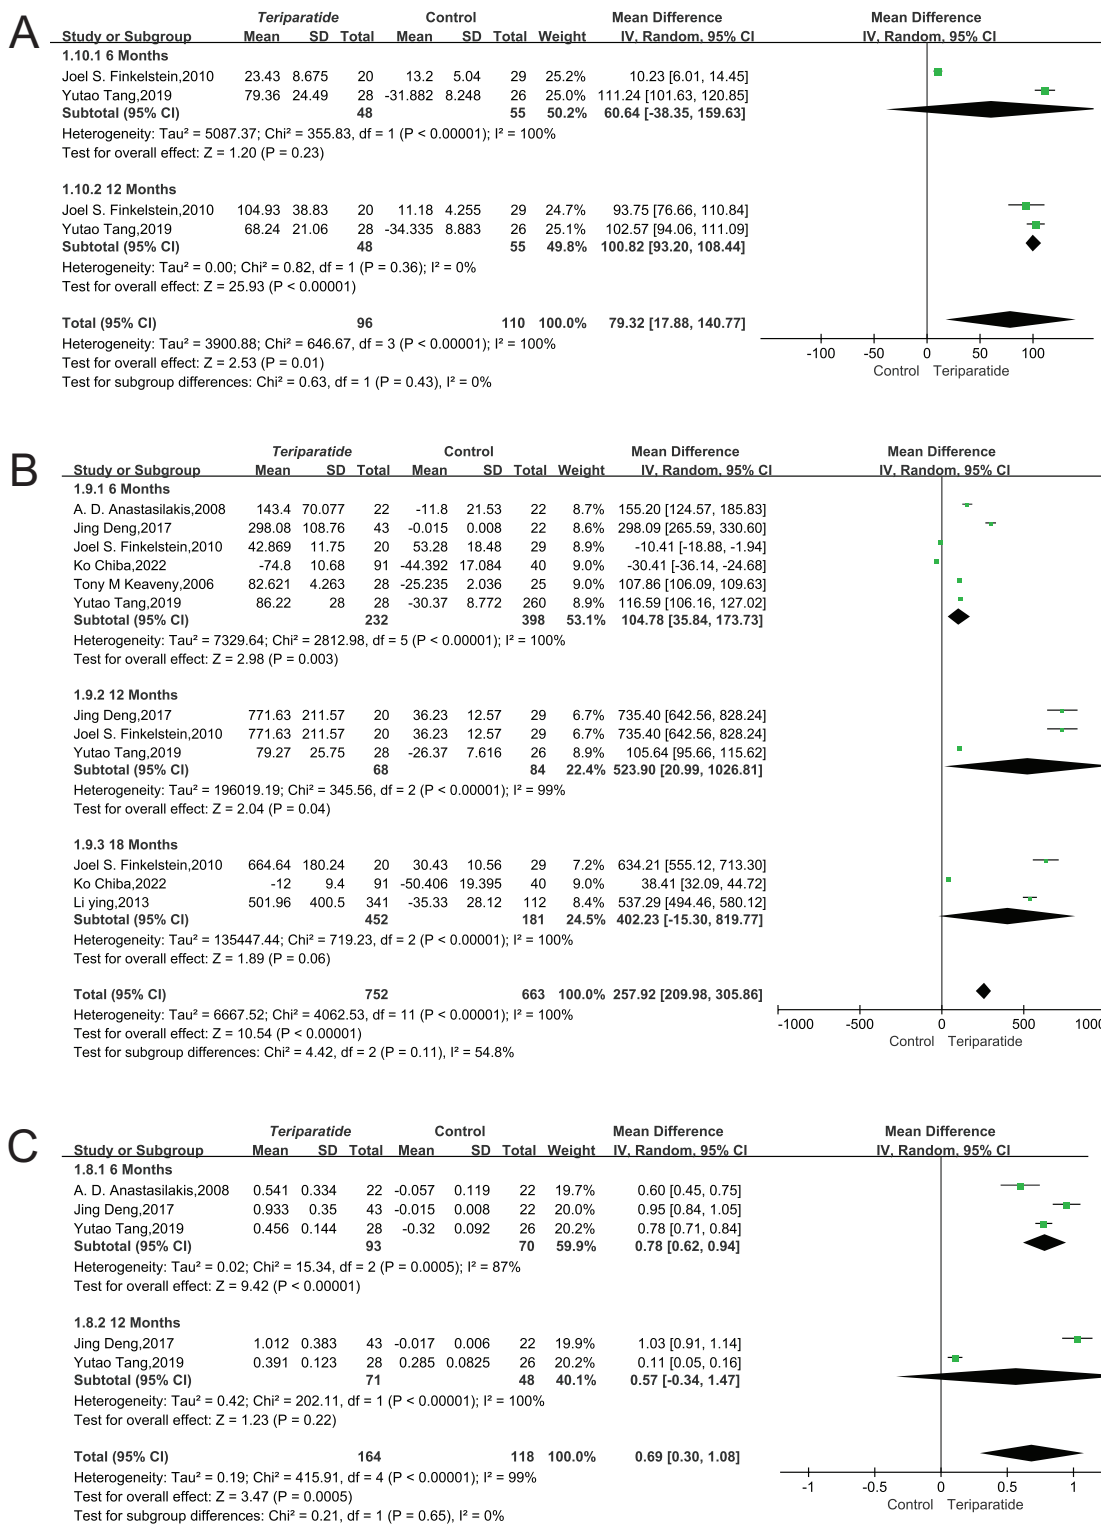 A
Teriparatide Control Mean Difference Mean Difference
Study or Subgroup Mean SD Total Mean SD Total Weight IV, Random, 95% CI IV, Random, 95% CI
1.10.1 6 Months
Joel S. Finkelstein,2010 23.43 8.675 20 13.2 5.04 29 25.2% 10.23 [6.01, 14.45]
Yutao Tang,2019 79.36 24.49 28 -31.882 8.248 26 25.0% 111.24 [101.63, 120.85]
Subtotal (95% CI) 48 55 50.2% 60.64 [-38.35, 159.63]
Heterogeneity: Tau² = 5087.37; Chi² = 355.83, df = 1 (P < 0.00001); I² = 100%
Test for overall effect: Z = 1.20 (P = 0.23)
1.10.2 12 Months
Joel S. Finkelstein,2010 104.93 38.83 20 11.18 4.255 29 24.7% 93.75 [76.66, 110.84]
Yutao Tang,2019 68.24 21.06 28 -34.335 8.883 26 25.1% 102.57 [94.06, 111.09]
Subtotal (95% CI) 48 55 49.8% 100.82 [93.20, 108.44]
Heterogeneity: Tau² = 0.00; Chi² = 0.82, df = 1 (P = 0.36); I² = 0%
Test for overall effect: Z = 25.93 (P < 0.00001)
Total (95% CI) 96 110 100.0% 79.32 [17.88, 140.77]
Heterogeneity: Tau² = 3900.88; Chi² = 646.67, df = 3 (P < 0.00001); I² = 100%
Test for overall effect: Z = 2.53 (P = 0.01)
Test for subgroup differences: Chi² = 0.63, df = 1 (P = 0.43), I² = 0%
-100 -50 0 50 100
Control Teriparatide
B
Teriparatide Control Mean Difference Mean Difference
Study or Subgroup Mean SD Total Mean SD Total Weight IV, Random, 95% CI IV, Random, 95% CI
1.9.1 6 Months
A. D. Anastasilakis,2008 143.4 70.077 22 -11.8 21.53 22 8.7% 155.20 [124.57, 185.83]
Jing Deng,2017 298.08 108.76 43 -0.015 0.008 22 8.6% 298.09 [265.59, 330.60]
Joel S. Finkelstein,2010 42.869 11.75 20 53.28 18.48 29 8.9% -10.41 [-18.88, -1.94]
Ko Chiba,2022 -74.8 10.68 91 -44.392 17.084 40 9.0% -30.41 [-36.14, -24.68]
Tony M Keaveny,2006 82.621 4.263 28 -25.235 2.036 25 9.0% 107.86 [106.09, 109.63]
Yutao Tang,2019 86.22 28 28 -30.37 8.772 260 8.9% 116.59 [106.16, 127.02]
Subtotal (95% CI) 232 398 53.1% 104.78 [35.84, 173.73]
Heterogeneity: Tau² = 7329.64; Chi² = 2812.98, df = 5 (P < 0.00001); I² = 100%
Test for overall effect: Z = 2.98 (P = 0.003)
1.9.2 12 Months
Jing Deng,2017 771.63 211.57 20 36.23 12.57 29 6.7% 735.40 [642.56, 828.24]
Joel S. Finkelstein,2010 771.63 211.57 20 36.23 12.57 29 6.7% 735.40 [642.56, 828.24]
Yutao Tang,2019 79.27 25.75 28 -26.37 7.616 26 8.9% 105.64 [95.66, 115.62]
Subtotal (95% CI) 68 84 22.4% 523.90 [20.99, 1026.81]
Heterogeneity: Tau² = 196019.19; Chi² = 345.56, df = 2 (P < 0.00001); I² = 99%
Test for overall effect: Z = 2.04 (P = 0.04)
1.9.3 18 Months
Joel S. Finkelstein,2010 664.64 180.24 20 30.43 10.56 29 7.2% 634.21 [555.12, 713.30]
Ko Chiba,2022 -12 9.4 91 -50.406 19.395 40 9.0% 38.41 [32.09, 44.72]
Li ying,2013 501.96 400.5 341 -35.33 28.12 112 8.4% 537.29 [494.46, 580.12]
Subtotal (95% CI) 452 181 24.5% 402.23 [-15.30, 819.77]
Heterogeneity: Tau² = 135447.44; Chi² = 719.23, df = 2 (P < 0.00001); I² = 100%
Test for overall effect: Z = 1.89 (P = 0.06)
Total (95% CI) 752 663 100.0% 257.92 [209.98, 305.86]
Heterogeneity: Tau² = 6667.52; Chi² = 4062.53, df = 11 (P < 0.00001); I² = 100%
Test for overall effect: Z = 10.54 (P < 0.00001)
Test for subgroup differences: Chi² = 4.42, df = 2 (P = 0.11), I² = 54.8%
-1000 -500 0 500 1000
Control Teriparatide
C
Teriparatide Control Mean Difference Mean Difference
Study or Subgroup Mean SD Total Mean SD Total Weight IV, Random, 95% CI IV, Random, 95% CI
1.8.1 6 Months
A. D. Anastasilakis,2008 0.541 0.334 22 -0.057 0.119 22 19.7% 0.60 [0.45, 0.75]
Jing Deng,2017 0.933 0.35 43 -0.015 0.008 22 20.0% 0.95 [0.84, 1.05]
Yutao Tang,2019 0.456 0.144 28 -0.32 0.092 26 20.2% 0.78 [0.71, 0.84]
Subtotal (95% CI) 93 70 59.9% 0.78 [0.62, 0.94]
Heterogeneity: Tau² = 0.02; Chi² = 15.34, df = 2 (P = 0.0005); I² = 87%
Test for overall effect: Z = 9.42 (P < 0.00001)
1.8.2 12 Months
Jing Deng,2017 1.012 0.383 43 -0.017 0.006 22 19.9% 1.03 [0.91, 1.14]
Yutao Tang,2019 0.391 0.123 28 0.285 0.0825 26 20.2% 0.11 [0.05, 0.16]
Subtotal (95% CI) 71 48 40.1% 0.57 [-0.34, 1.47]
Heterogeneity: Tau² = 0.42; Chi² = 202.11, df = 1 (P < 0.00001); I² = 100%
Test for overall effect: Z = 1.23 (P = 0.22)
Total (95% CI) 164 118 100.0% 0.69 [0.30, 1.08]
Heterogeneity: Tau² = 0.19; Chi² = 415.91, df = 4 (P < 0.00001); I² = 99%
Test for overall effect: Z = 3.47 (P = 0.0005)
Test for subgroup differences: Chi² = 0.21, df = 1 (P = 0.65), I² = 0%
-1 -0.5 0 0.5 1
Control Teriparatide